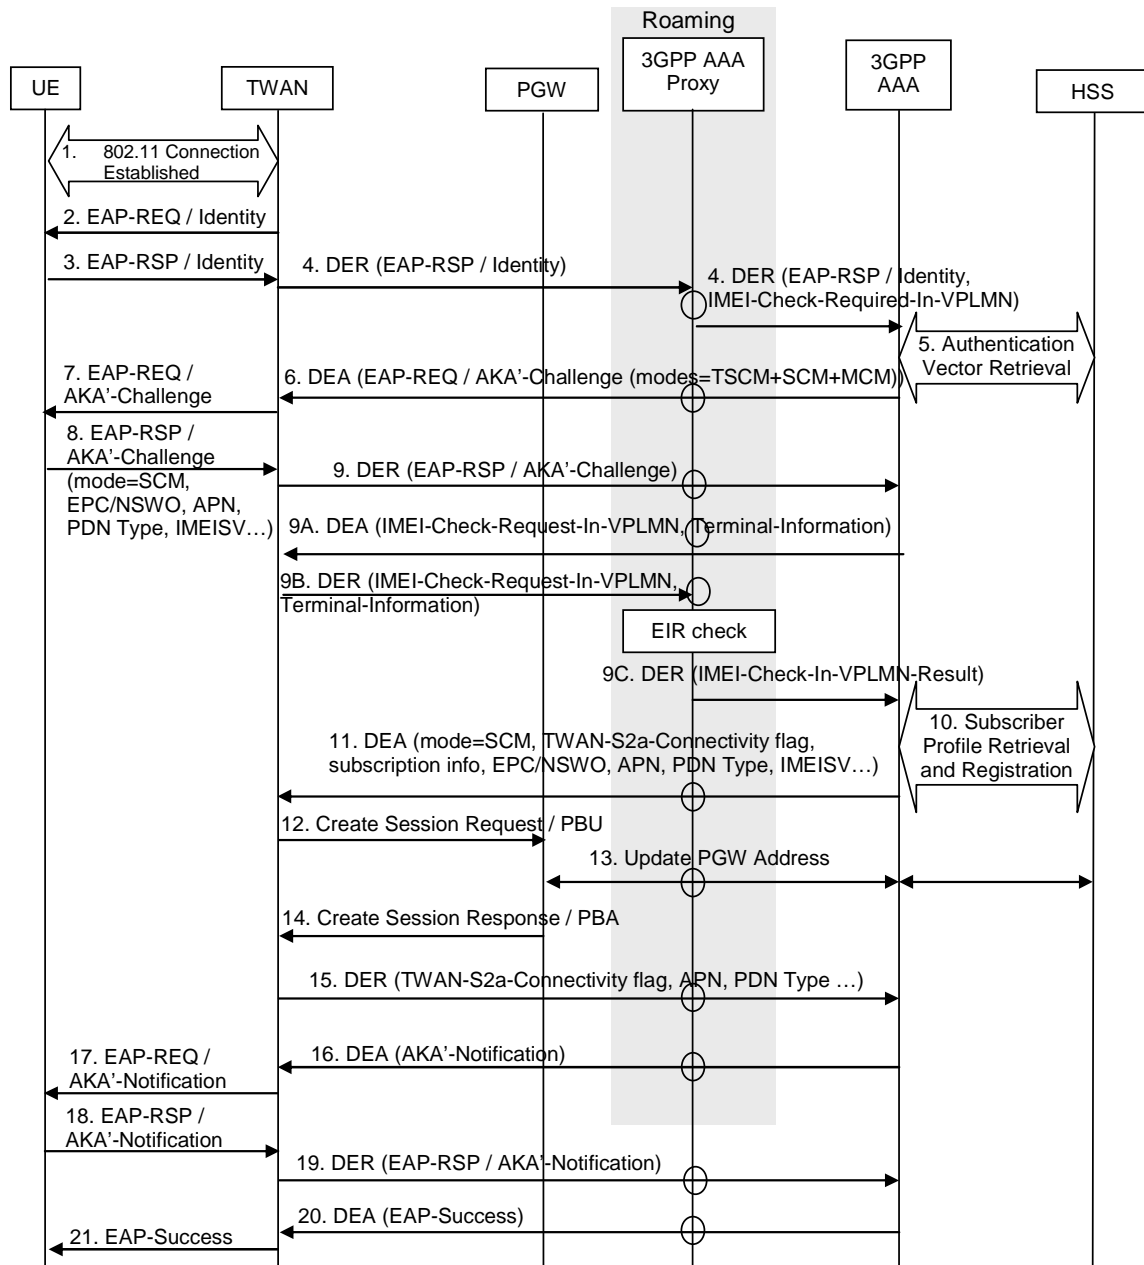 Roaming
UE
TWAN
PGW
3GPP AAA
Proxy
3GPP
AAA
HSS
1. 802.11 Connection
Established
2. EAP-REQ / Identity
3. EAP-RSP / Identity
4. DER (EAP-RSP / Identity)
4. DER (EAP-RSP / Identity,
IMEI-Check-Required-In-VPLMN)
5. Authentication
Vector Retrieval
6. DEA (EAP-REQ / AKA’-Challenge (modes=TSCM+SCM+MCM))
7. EAP-REQ /
AKA’-Challenge
8. EAP-RSP /
AKA’-Challenge
(mode=SCM,
EPC/NSWO, APN,
PDN Type, IMEISV…)
9. DER (EAP-RSP / AKA’-Challenge)
9A. DEA (IMEI-Check-Request-In-VPLMN, Terminal-Information)
9B. DER (IMEI-Check-Request-In-VPLMN,
Terminal-Information)
EIR check
9C. DER (IMEI-Check-In-VPLMN-Result)
10. Subscriber
Profile Retrieval
and Registration
11. DEA (mode=SCM, TWAN-S2a-Connectivity flag,
subscription info, EPC/NSWO, APN, PDN Type, IMEISV…)
12. Create Session Request / PBU
13. Update PGW Address
14. Create Session Response / PBA
15. DER (TWAN-S2a-Connectivity flag, APN, PDN Type …)
16. DEA (AKA’-Notification)
17. EAP-REQ /
AKA’-Notification
18. EAP-RSP /
AKA’-Notification
19. DER (EAP-RSP / AKA’-Notification)
20. DEA (EAP-Success)
21. EAP-Success